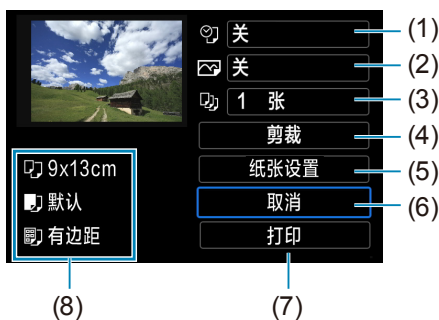 关 (1)
关 (2)
1 张 (3)
剪裁 (4)
9x13cm 纸张设置 (5)
默认 取消 (6)
有边距 打印
(8) (7)